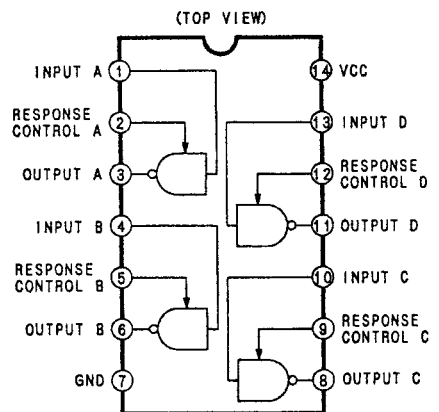 (TOP VIEW)
INPUT A
1
RESPONSE
CONTROL A
2
OUTPUT A
3
INPUT B
4
RESPONSE
CONTROL B
5
OUTPUT B
6
GND
7
14
VCC
13
INPUT D
12
RESPONSE
CONTROL D
11
OUTPUT D
10
INPUT C
9
RESPONSE
CONTROL C
8
OUTPUT C